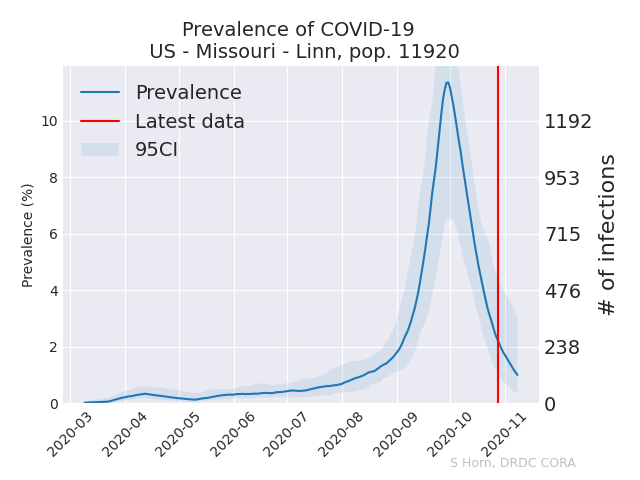 Prevalence of COVID-19
US - Missouri - Linn, pop. 11920
Prevalence
Latest data
95CI
Prevalence (%)
10
8
6
4
2
0
1192
953
715
476
238
0
# of infections
2020-03
2020-04
2020-05
2020-06
2020-07
2020-08
2020-09
2020-10
2020-11
S Horn, DRDC CORA